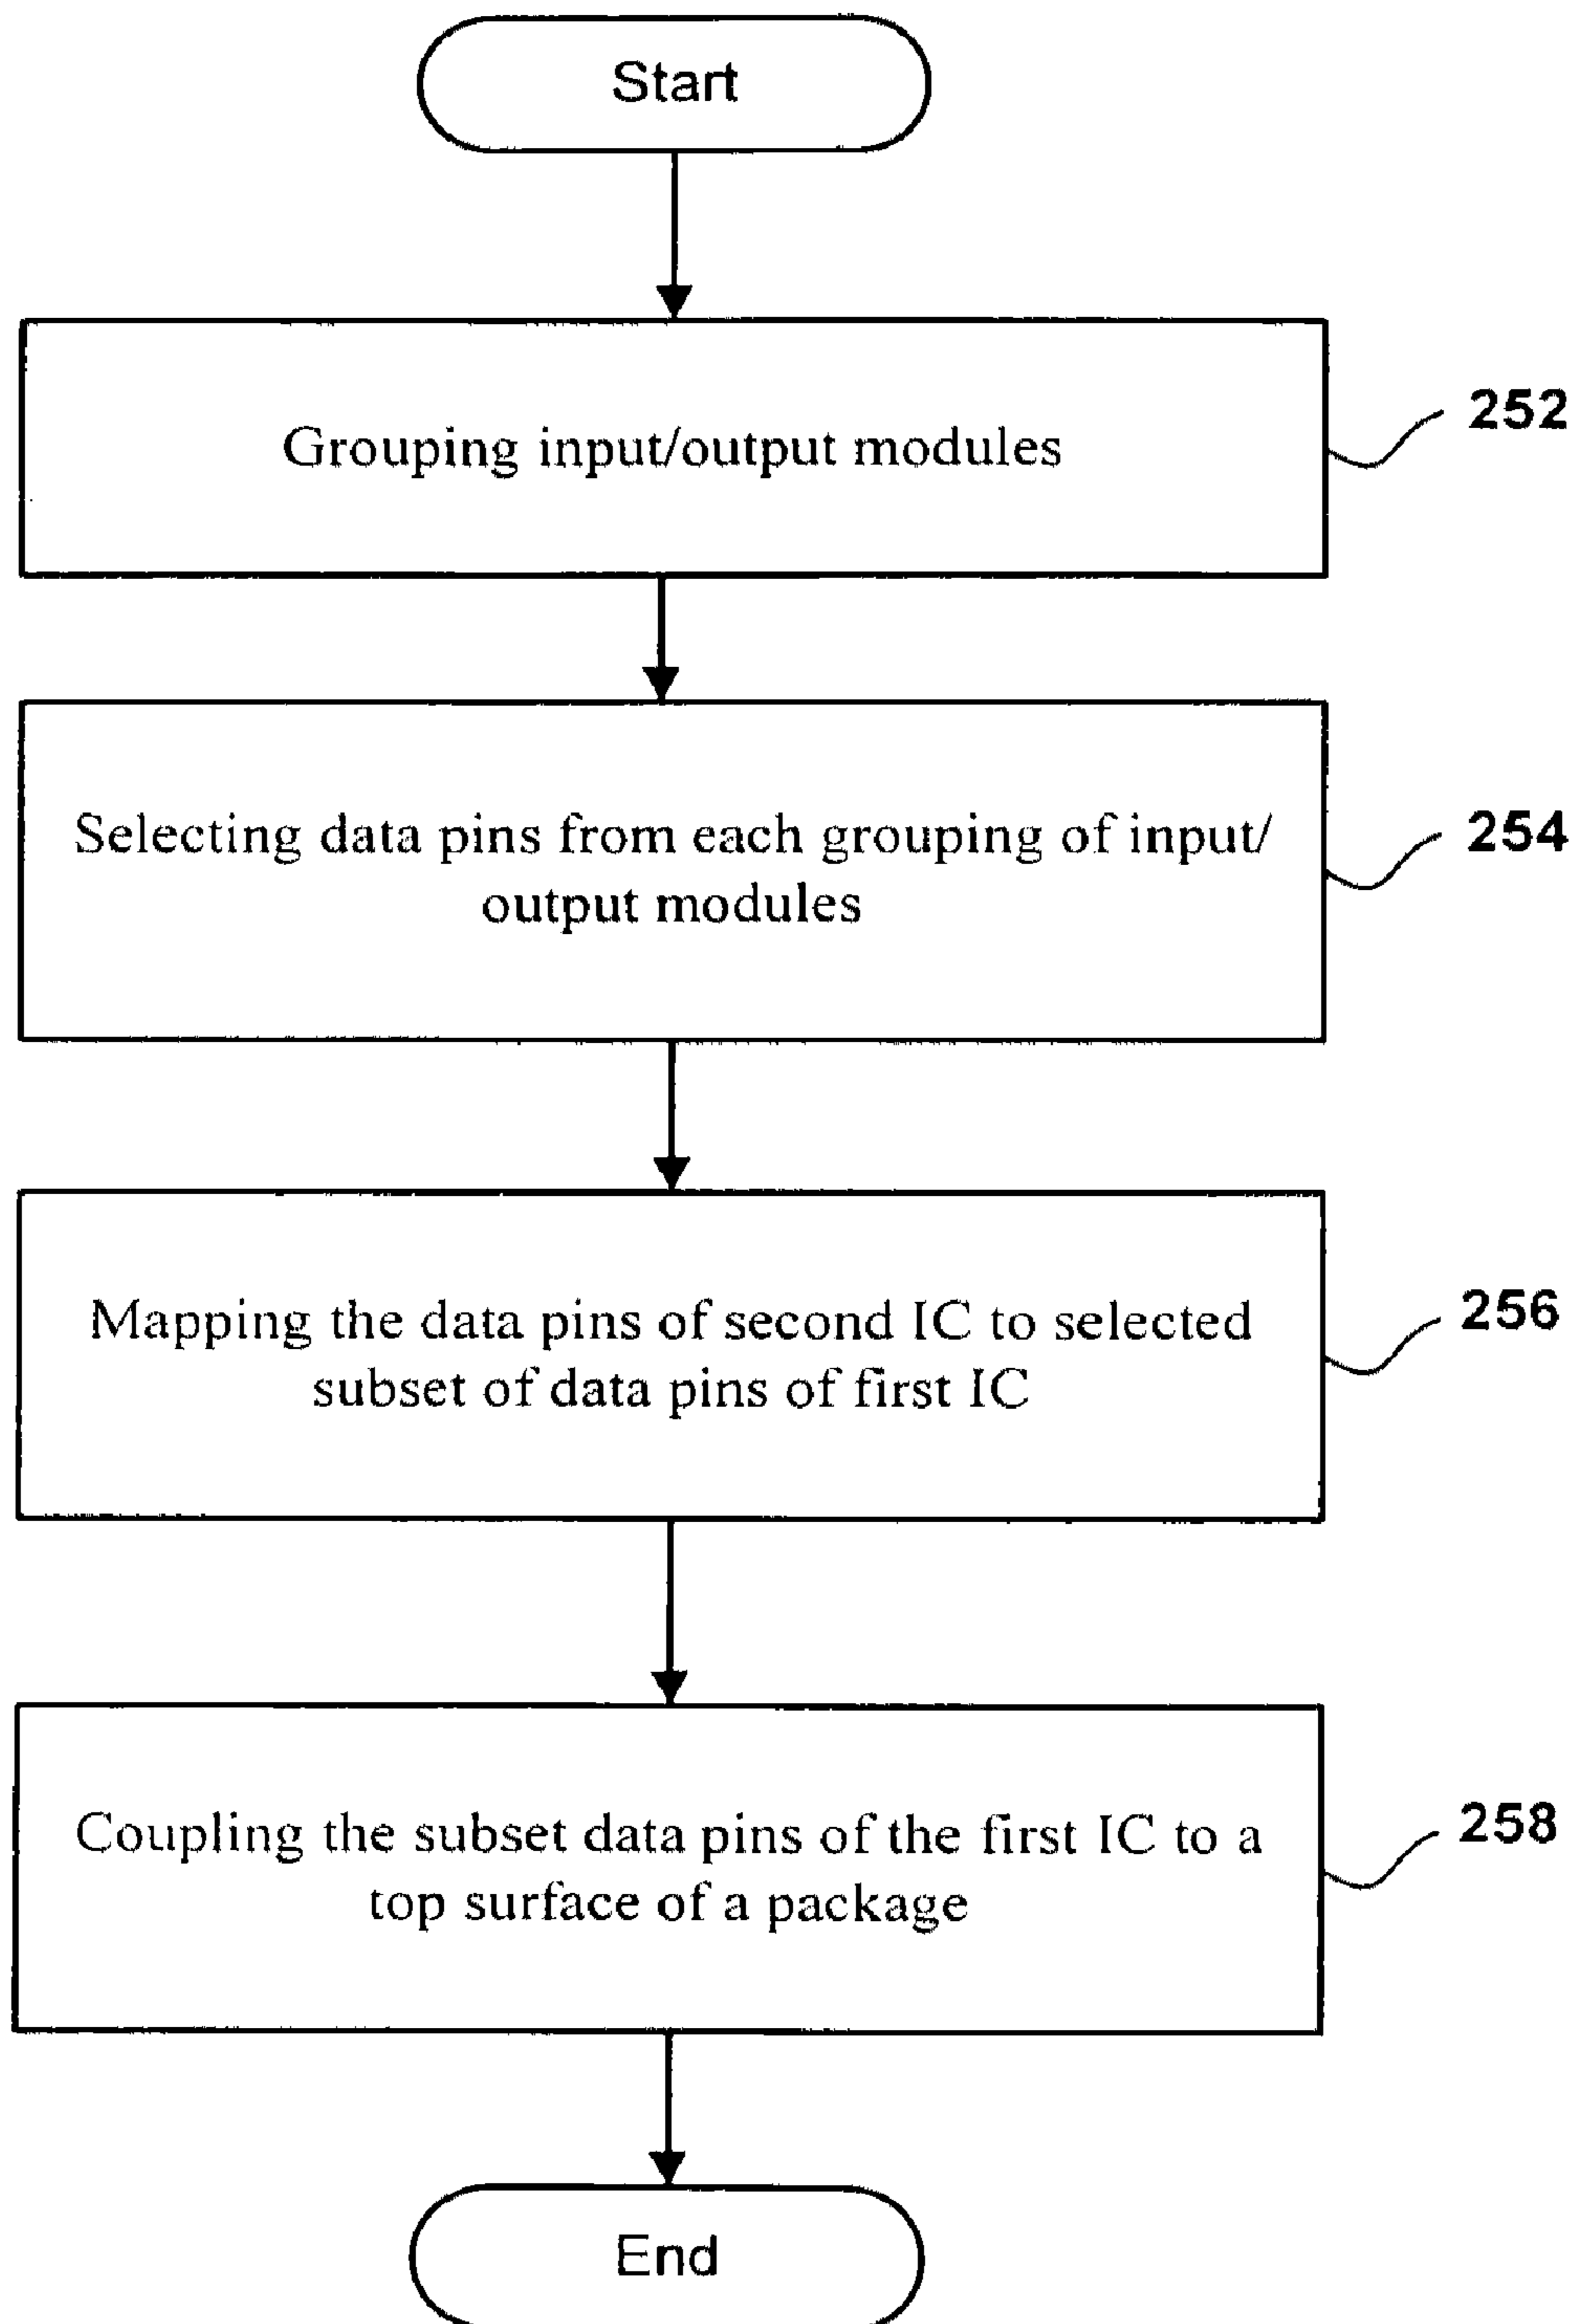 Start
Grouping input/output modules
252
Selecting data pins from each grouping of input/
output modules
254
Mapping the data pins of second IC to selected
subset of data pins of first IC
256
Coupling the subset data pins of the first IC to a
top surface of a package
258
End